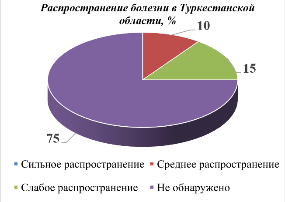 Распространение болезни в Туркестанской
области, %
10
15
75
Сильное распространение
Среднее распространение
Слабое распространение
Не обнаружено